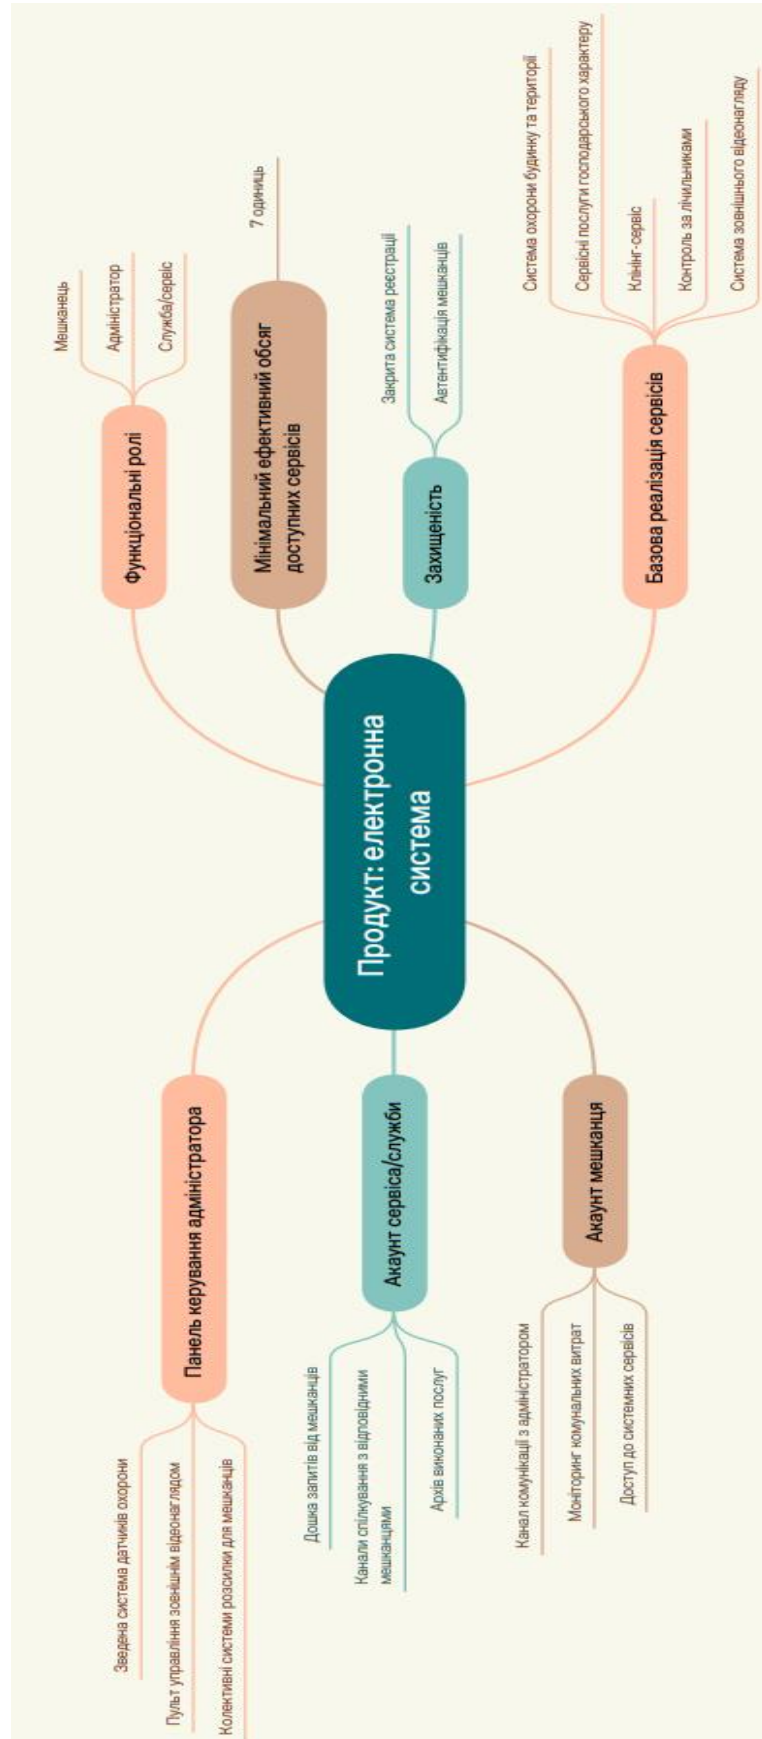 Продукт: електронна
система
Панель керування адміністратора
Зведена система датчиків охорони
Пульт управління зовнішнім відеонаглядом
Колективні системи розсилки для мешканців
Акаунт сервіса/служби
Дошка запитів від мешканців
Канали спілкування з відповідними
мешканцями
Архів виконаних послуг
Акаунт мешканця
Канал комунікації з адміністратором
Моніторинг комунальних витрат
Доступ до системних сервісів
Функціональні ролі
Мешканець
Адміністратор
Служба/сервіс
Мінімальний ефективний обсяг
доступних сервісів
7 одиниць
Захищеність
Закрита система реєстрації
Автентифікація мешканців
Базова реалізація сервісів
Система охорони будинку та території
Сервісні послуги господарського характеру
Клінінг-сервіс
Контроль за лічильниками
Система зовнішнього відеонагляду